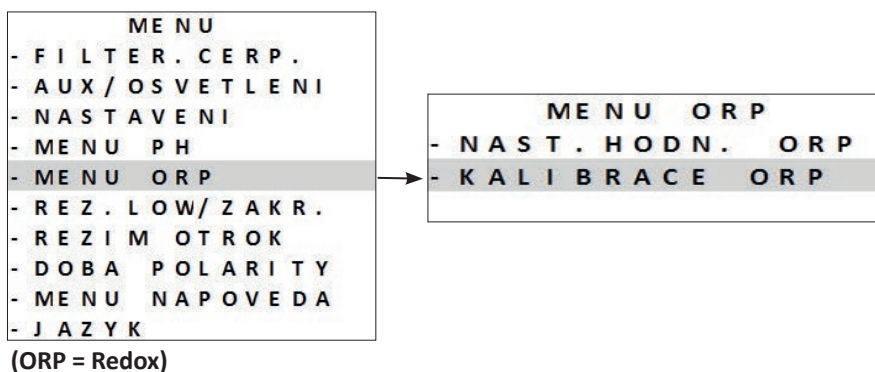 MENU
- FILTER. CERP.
- AUX/OSVETLENI
- NASTAVENI
- MENU PH
- MENU ORP
- REZ.LOW/ZAKR.
- REZIM OTROK
- DOBA POLARITY
- MENU NAPOVEDA
- JAZYK
(ORP = Redox)
MENU ORP
- NAST.HODN. ORP
- KALIBRACE ORP